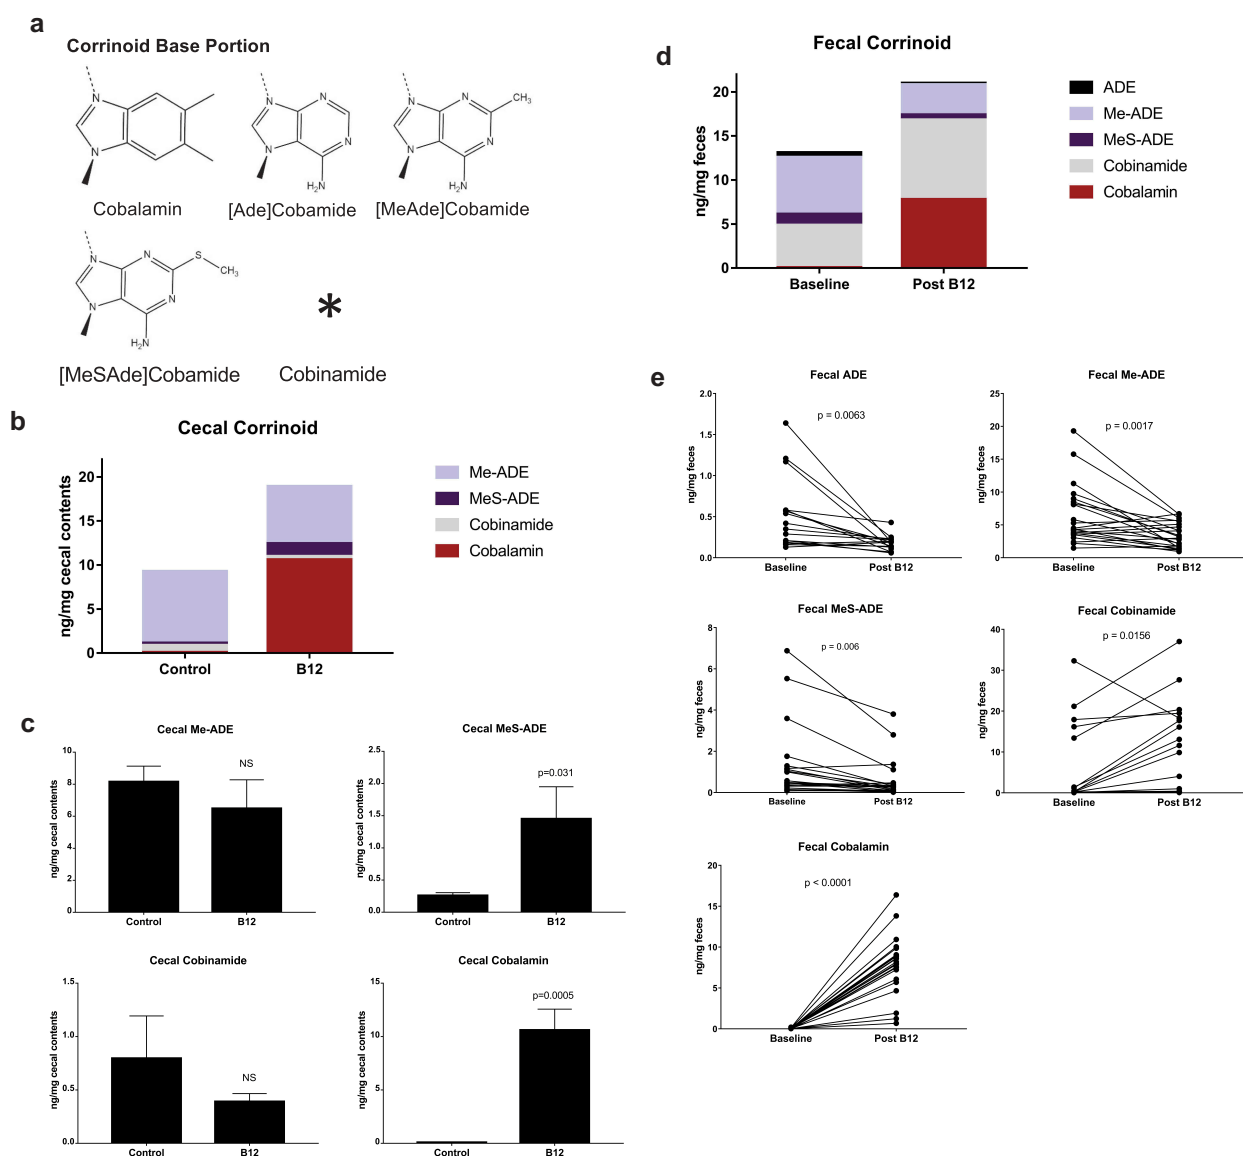 a
Corrinoid Base Portion
N
N
Cobalamin
N
N
N
N
H₂N
[Ade]Cobamide
N
N
N
N
CH₃
H₂N
[MeAde]Cobamide
N
N
N
N
S
CH₃
H₂N
[MeSAde]Cobamide
*
Cobinamide
b
Cecal Corrinoid
ng/mg cecal contents
20
15
10
5
0
Control
B12
Me-ADE
MeS-ADE
Cobinamide
Cobalamin
c
Cecal Me-ADE
ng/mg cecal contents
10
8
6
4
2
0
NS
Control
B12
Cecal MeS-ADE
ng/mg cecal contents
2.5
2.0
1.5
1.0
0.5
0.0
p=0.031
Control
B12
Cecal Cobinamide
ng/mg cecal contents
1.5
1.0
0.5
0.0
NS
Control
B12
Cecal Cobalamin
ng/mg cecal contents
15
10
5
0
p=0.0005
Control
B12
d
Fecal Corrinoid
ng/mg feces
20
15
10
5
0
Baseline
Post B12
ADE
Me-ADE
MeS-ADE
Cobinamide
Cobalamin
e
Fecal ADE
ng/mg feces
2.0
1.5
1.0
0.5
0.0
p = 0.0063
Baseline
Post B12
Fecal Me-ADE
ng/mg feces
25
20
15
10
5
0
p = 0.0017
Baseline
Post B12
Fecal MeS-ADE
ng/mg feces
8
6
4
2
0
p = 0.006
Baseline
Post B12
Fecal Cobinamide
ng/mg feces
40
30
20
10
0
p = 0.0156
Baseline
Post B12
Fecal Cobalamin
ng/mg feces
20
15
10
5
0
p < 0.0001
Baseline
Post B12